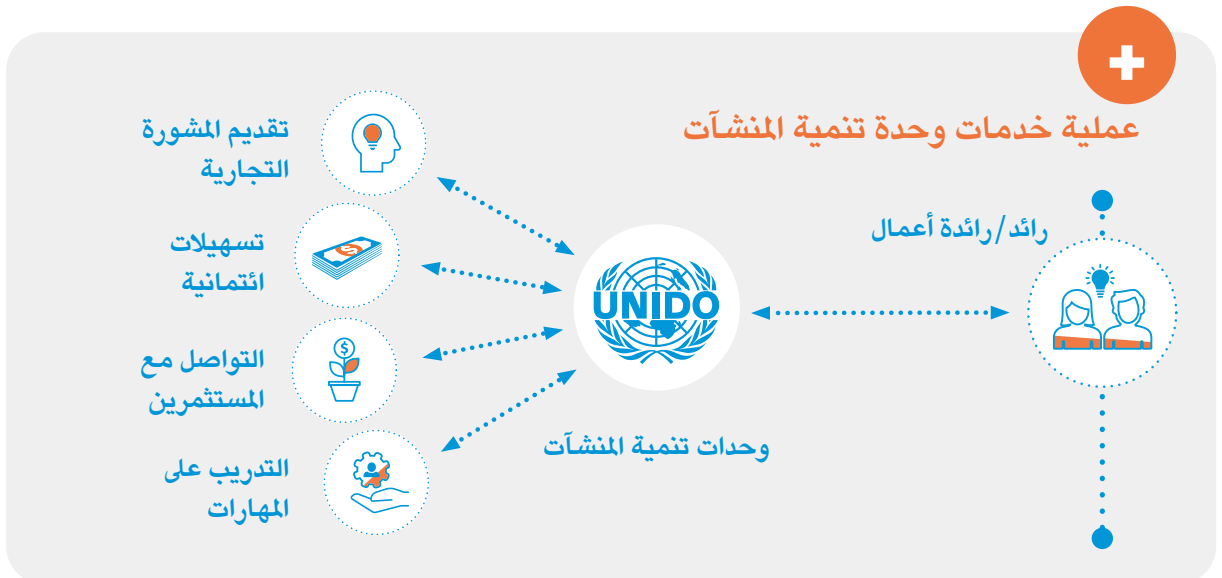 عملية خدمات وحدة تنمية المنشآت
رائد/رائدة أعمال
UNIDO
وحدات تنمية المنشآت
تقديم المشورة
التجارية
تسهيلات
ائتمانية
التواصل مع
المستثمرين
التدريب على
المهارات